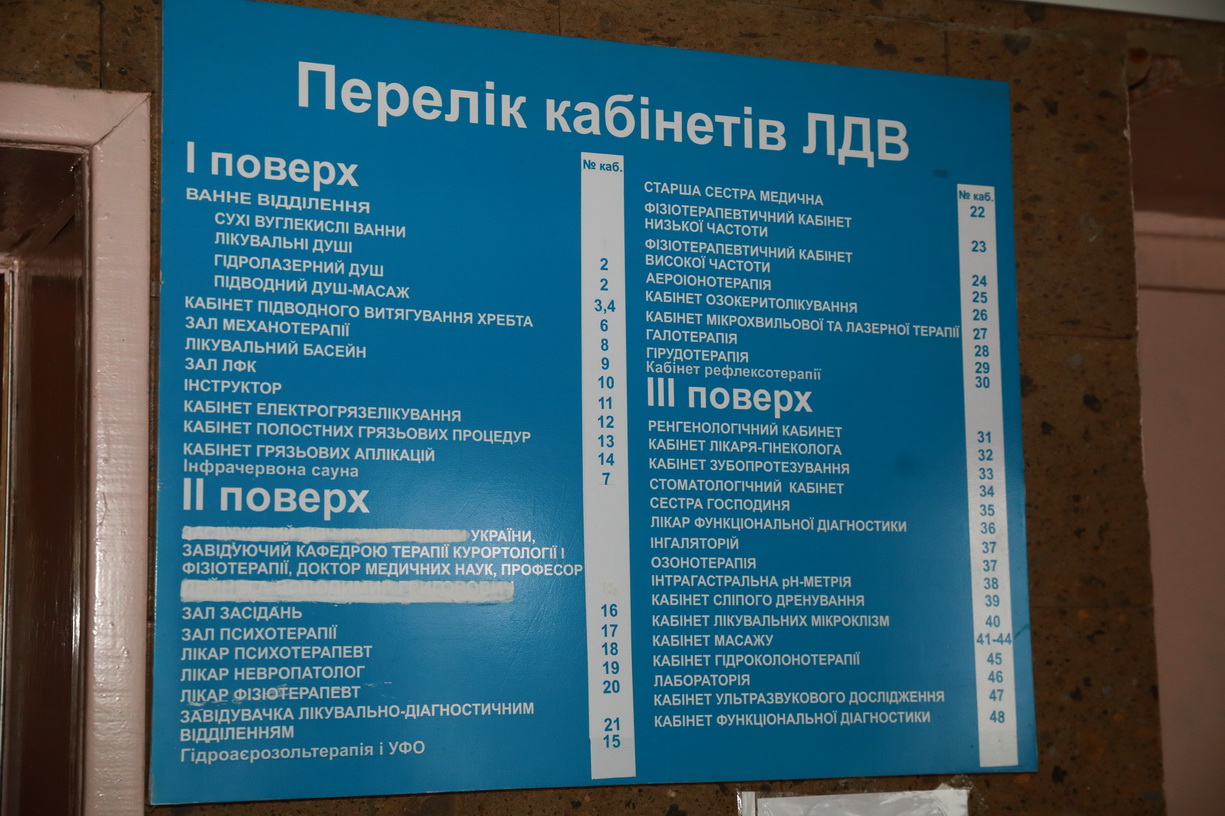 Перелік кабінетів ЛДВ
І поверх
№ каб.
ВАННЕ ВІДДІЛЕННЯ
СУХІ ВУГЛЕКИСЛІ ВАННИ
ЛІКУВАЛЬНІ ДУШІ
ГІДРОЛАЗЕРНИЙ ДУШ 2
ПІДВОДНИЙ ДУШ-МАСАЖ 2
КАБІНЕТ ПІДВОДНОГО ВИТЯГУВАННЯ ХРЕБТА 3,4
ЗАЛ МЕХАНОТЕРАПІЇ 6
ЛІКУВАЛЬНИЙ БАСЕЙН 8
ЗАЛ ЛФК 9
ІНСТРУКТОР 10
КАБІНЕТ ЕЛЕКТРОГРЯЗЕЛІКУВАННЯ 11
КАБІНЕТ ПОЛОСТНИХ ГРЯЗЬОВИХ ПРОЦЕДУР 12
КАБІНЕТ ГРЯЗЬОВИХ АПЛІКАЦІЙ 13
14
Інфрачервона сауна 7
ІІ поверх
УКРАЇНИ,
ЗАВІДУЮЧИЙ КАФЕДРОЮ ТЕРАПІЇ КУРОРТОЛОГІЇ І
ФІЗІОТЕРАПІЇ, ДОКТОР МЕДИЧНИХ НАУК, ПРОФЕСОР
ЗАЛ ЗАСІДАНЬ 16
ЗАЛ ПСИХОТЕРАПІЇ 17
ЛІКАР ПСИХОТЕРАПЕВТ 18
ЛІКАР НЕВРОПАТОЛОГ 19
ЛІКАР ФІЗІОТЕРАПЕВТ 20
ЗАВІДУВАЧКА ЛІКУВАЛЬНО-ДІАГНОСТИЧНИМ
ВІДДІЛЕННЯМ 21
Гідроаєрозольтерапія і УФО 15
№ каб.
СТАРША СЕСТРА МЕДИЧНА 22
ФІЗІОТЕРАПЕВТИЧНИЙ КАБІНЕТ
НИЗЬКОЇ ЧАСТОТИ 23
ФІЗІОТЕРАПЕВТИЧНИЙ КАБІНЕТ
ВИСОКОЇ ЧАСТОТИ 24
АЕРОІОНОТЕРАПІЯ 25
КАБІНЕТ ОЗОКЕРИТОЛІКУВАННЯ 26
КАБІНЕТ МІКРОХВИЛЬОВОЇ ТА ЛАЗЕРНОЇ ТЕРАПІЇ 27
ГАЛОТЕРАПІЯ 28
ГІРУДОТЕРАПІЯ 29
Кабінет рефлексотерапії 30
ІІІ поверх
РЕНГЕНОЛОГІЧНИЙ КАБИНЕТ 31
КАБІНЕТ ЛІКАРЯ-ГІНЕКОЛОГА 32
КАБІНЕТ ЗУБОПРОТЕЗУВАННЯ 33
СТОМАТОЛОГІЧНИЙ КАБІНЕТ 34
СЕСТРА ГОСПОДИНЯ 35
ЛІКАР ФУНКЦІОНАЛЬНОЇ ДІАГНОСТИКИ 36
ІНГАЛЯТОРІЙ 37
ОЗОНОТЕРАПІЯ 37
ІНТРАГАСТРАЛЬНА рН-МЕТРІЯ 38
КАБІНЕТ СЛІПОГО ДРЕНУВАННЯ 39
КАБІНЕТ ЛІКУВАЛЬНИХ МІКРОКЛІЗМ 40
КАБІНЕТ МАСАЖУ 41-44
КАБІНЕТ ГІДРОКОЛОНОТЕРАПІЇ 45
ЛАБОРАТОРІЯ 46
КАБІНЕТ УЛЬТРАЗВУКОВОГО ДОСЛІДЖЕННЯ 47
КАБІНЕТ ФУНКЦІОНАЛЬНОЇ ДІАГНОСТИКИ 48